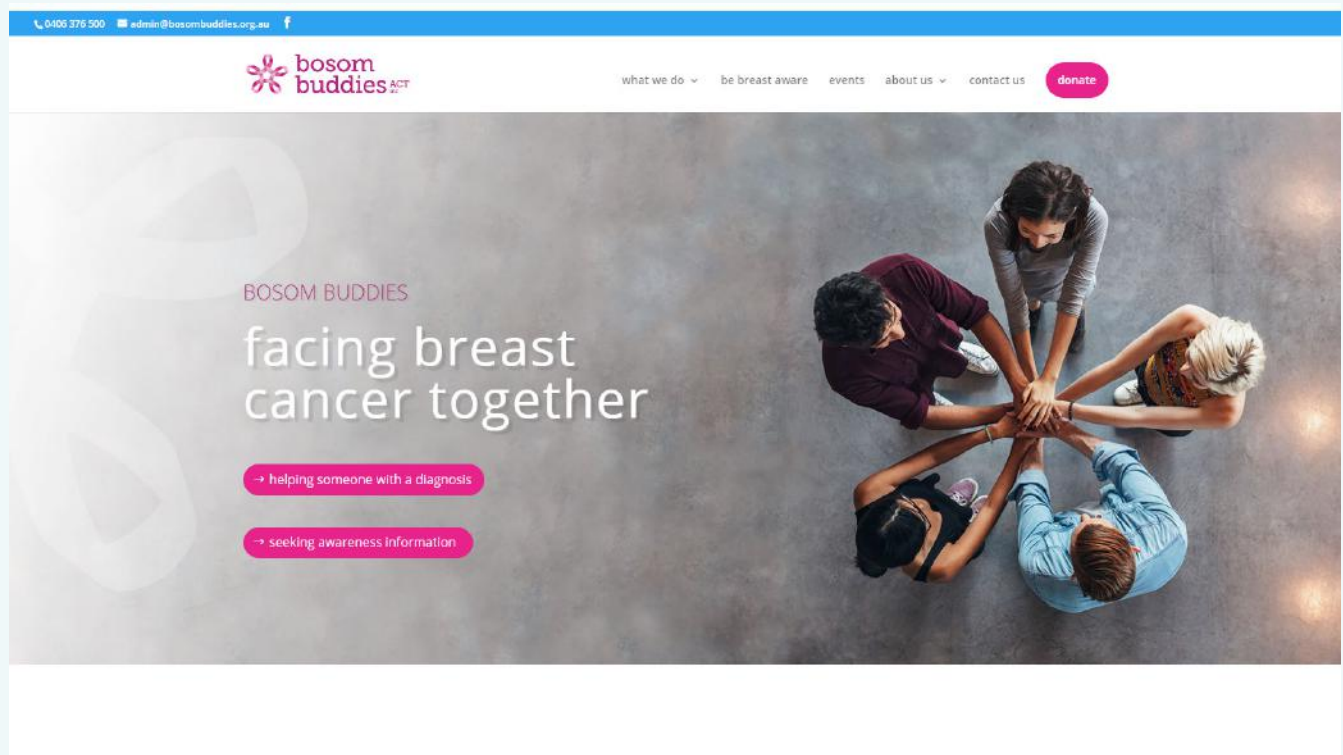 0406 376 500 admin@bosombuddies.org.au f
bosom
buddies ACT
what we do be breast aware events about us contact us donate
BOSOM BUDDIES
facing breast
cancer together
→ helping someone with a diagnosis
→ seeking awareness information